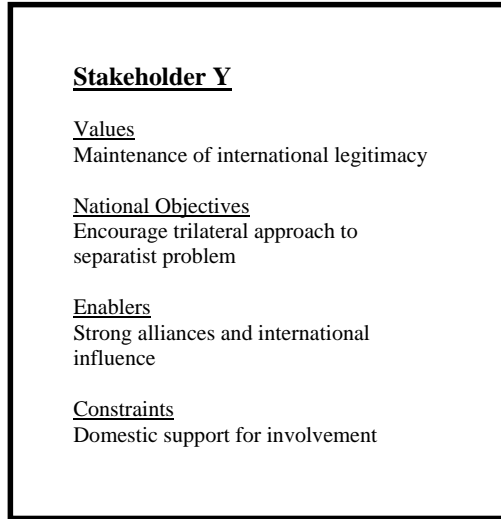 Stakeholder Y
Values
Maintenance of international legitimacy
National Objectives
Encourage trilateral approach to
separatist problem
Enablers
Strong alliances and international
influence
Constraints
Domestic support for involvement